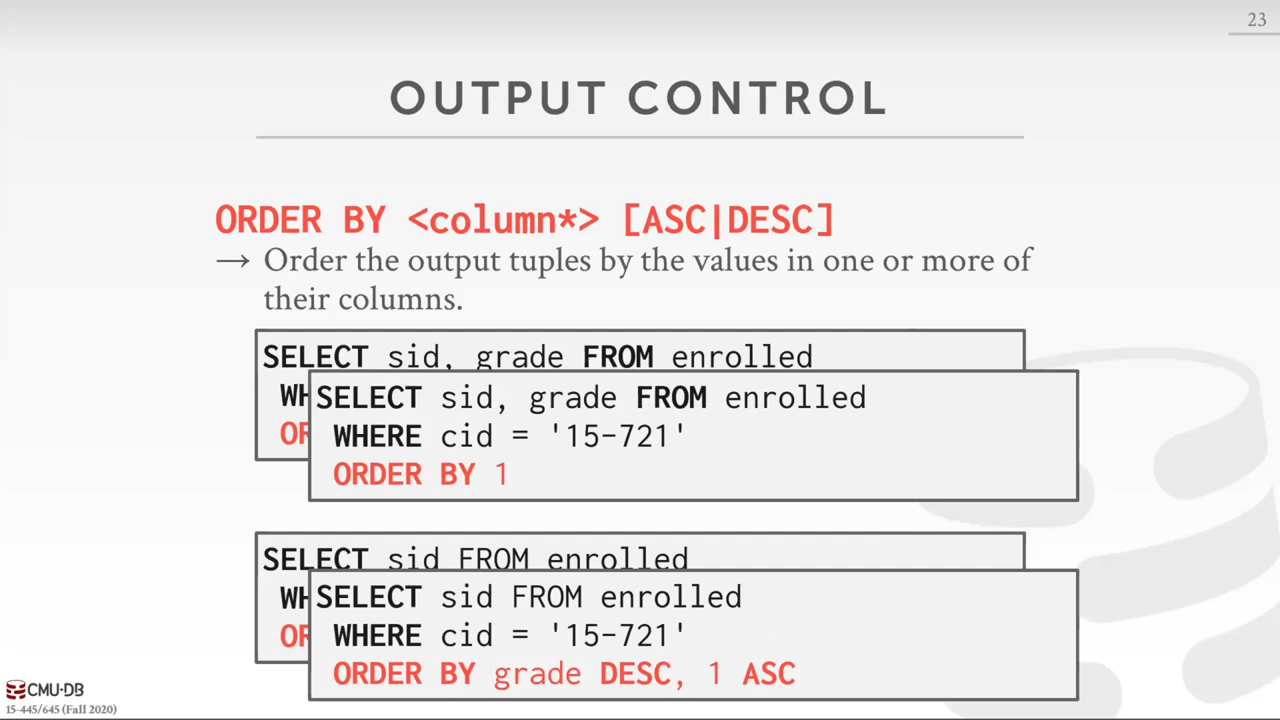 23
OUTPUT CONTROL
ORDER BY <column*> [ASC|DESC]
→ Order the output tuples by the values in one or more of
their columns.
SELECT sid, grade FROM enrolled
WH
OR
SELECT sid, grade FROM enrolled
WHERE cid = '15-721'
ORDER BY 1
SELECT sid FROM enrolled
WH
OR
SELECT sid FROM enrolled
WHERE cid = '15-721'
ORDER BY grade DESC, 1 ASC
CMU·DB
15-445/645 (Fall 2020)